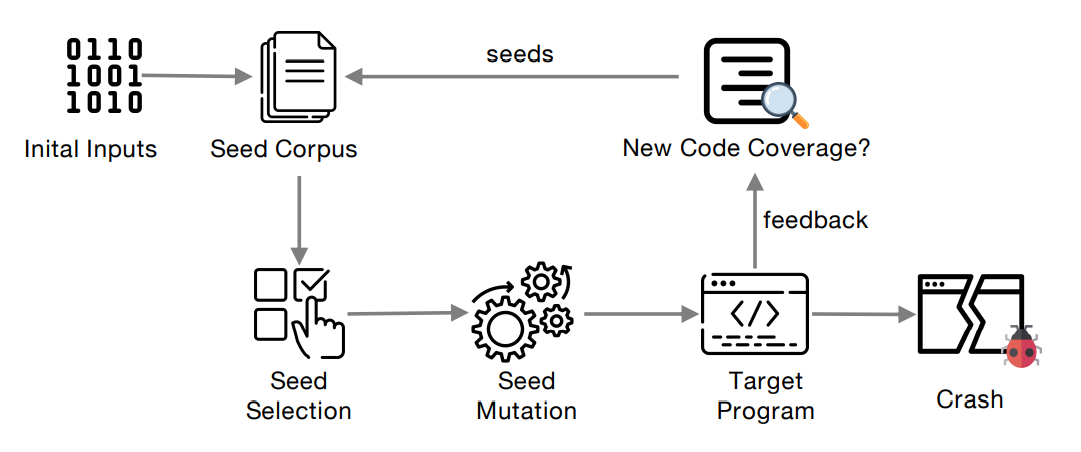 0110
1001
1010
seeds
Inital Inputs
Seed Corpus
New Code Coverage?
feedback
</>
Seed
Selection
Seed
Mutation
Target
Program
Crash